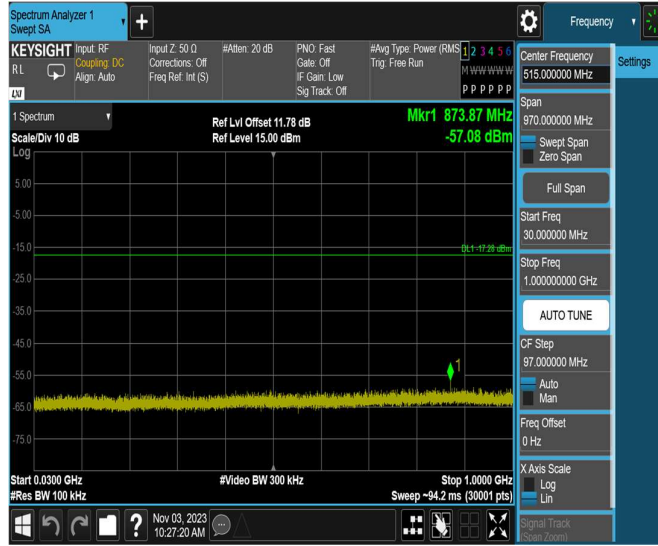 Spectrum Analyzer 1
Swept SA
Frequency
KEYSIGHT
R L
LXI
Input: RF
Coupling: DC
Align: Auto
Input Z: 50 Ω
Corrections: Off
Freq Ref: Int (S)
#Atten: 20 dB
PNO: Fast
Gate: Off
IF Gain: Low
Sig Track: Off
#Avg Type: Power (RMS
Trig: Free Run
1 2 3 4 5 6
M W W W W W
P P P P P P
1 Spectrum
Scale/Div 10 dB
Log
Ref Lvl Offset 11.78 dB
Ref Level 15.00 dBm
Mkr1 873.87 MHz
-57.08 dBm
5.00
-5.00
-15.0
DL1 -17.28 dBm
-25.0
-35.0
-45.0
-55.0
1
-65.0
-75.0
Start 0.0300 GHz
#Res BW 100 kHz
#Video BW 300 kHz
Stop 1.0000 GHz
Sweep ~94.2 ms (30001 pts)
Nov 03, 2023
10:27:20 AM
Center Frequency
515.000000 MHz
Settings
Span
970.000000 MHz
Swept Span
Zero Span
Full Span
Start Freq
30.000000 MHz
Stop Freq
1.000000000 GHz
AUTO TUNE
CF Step
97.000000 MHz
Auto
Man
Freq Offset
0 Hz
X Axis Scale
Log
Lin
Signal Track
(Span Zoom)